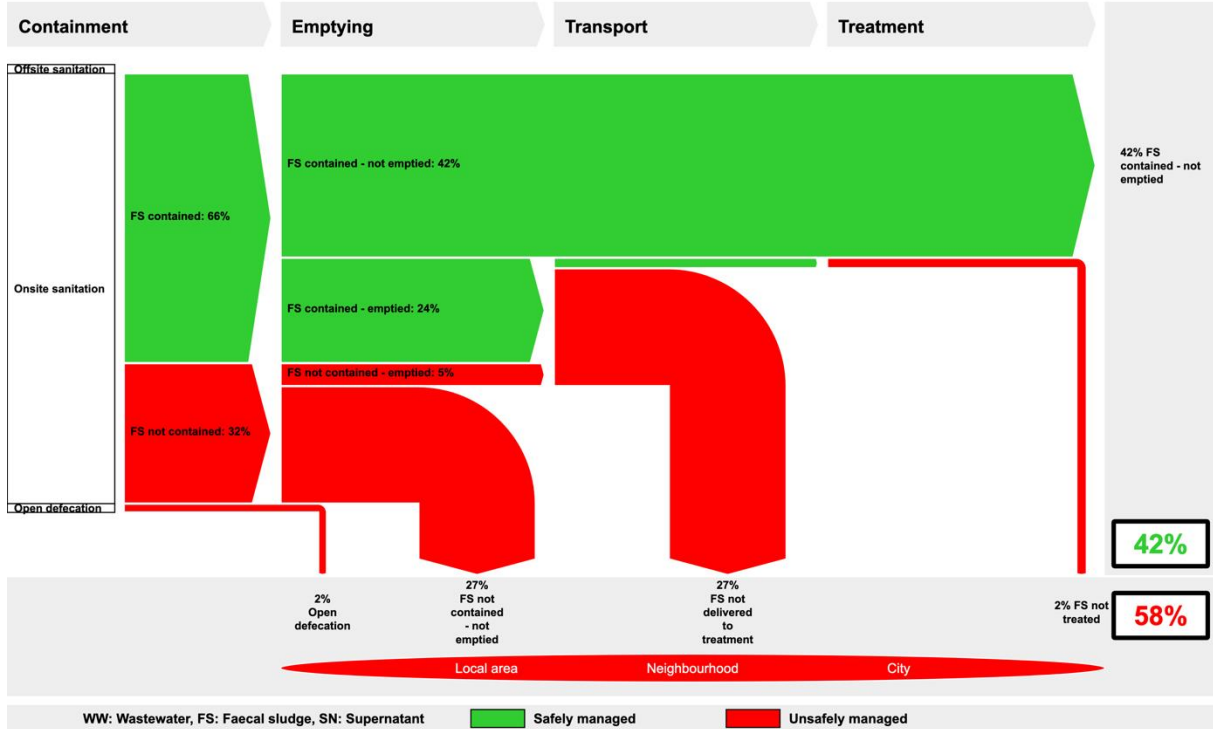 Containment
Emptying
Transport
Treatment
Offsite sanitation
Onsite sanitation
Open defecation
FS contained: 66%
FS not contained: 32%
FS contained - not emptied: 42%
FS contained - emptied: 24%
FS not contained - emptied: 5%
42% FS
contained - not
emptied
42%
58%
2%
Open
defecation
27%
FS not
contained
- not
emptied
27%
FS not
delivered
to
treatment
2% FS not
treated
Local area
Neighbourhood
City
WW: Wastewater, FS: Faecal sludge, SN: Supernatant
Safely managed
Unsafely managed